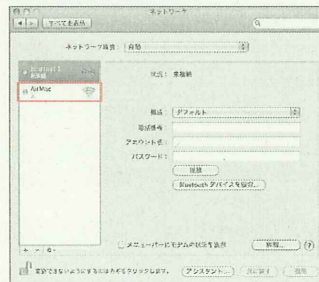 ネットワーク
すべてを表示
ネットワーク環境： 自動
Bluetooth
未接続
状況： 未接続
AirMac
構成： デフォルト
電話番号：
アカウント名：
パスワード：
接続
Bluetooth デバイスを設定...
メニューバーにモデムの状況を表示
詳細...
?
変更できないようにするにはカギをクリックします。
アシスタント...
元に戻す
適用